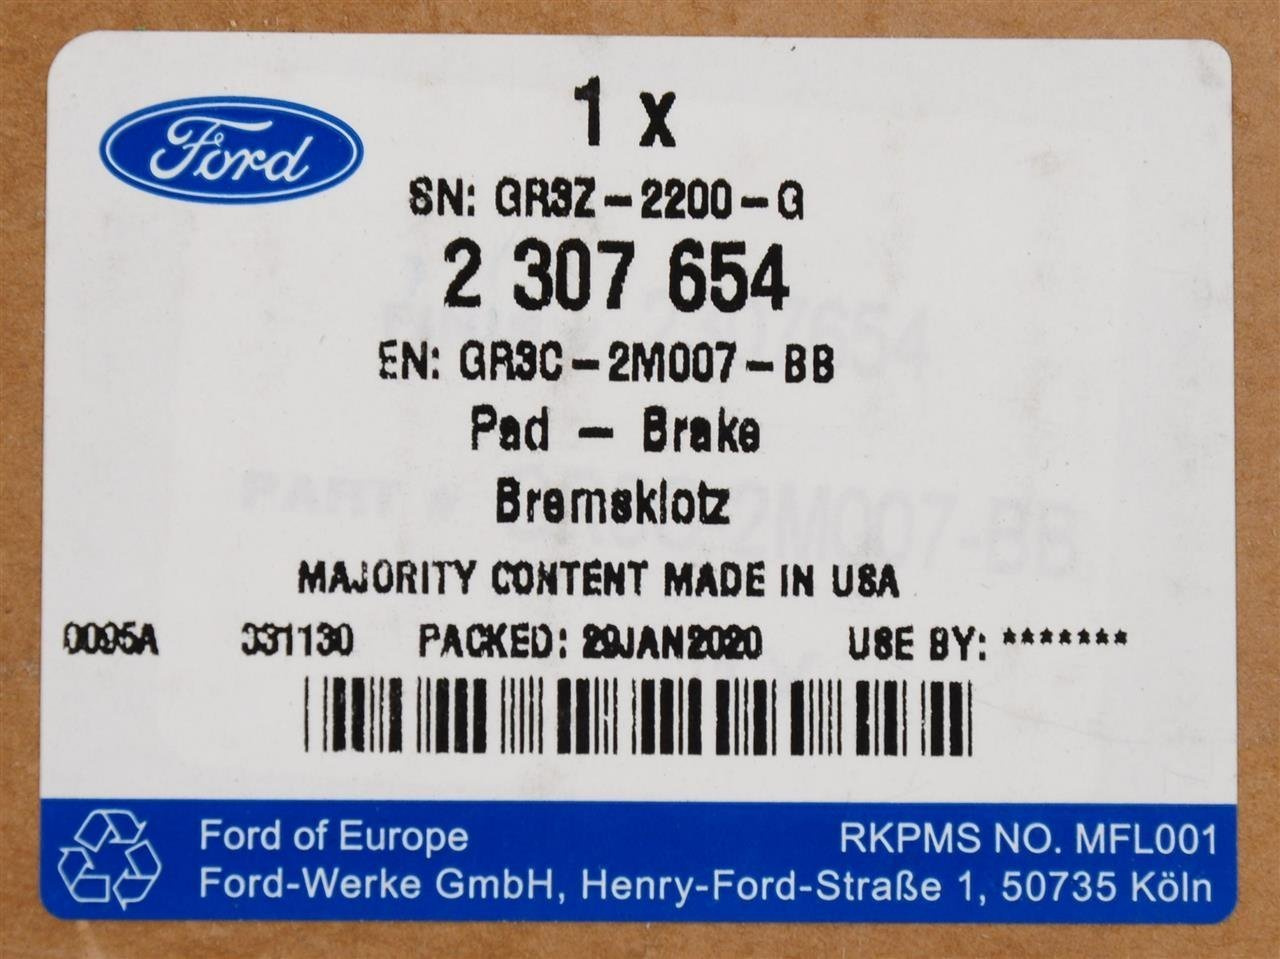 Ford
1 x
SN: GR3Z-2200-G
2 307 654
EN: GR3C-2M007-BB
Pad - Brake
Bremsklotz
MAJORITY CONTENT MADE IN USA
0095A 331130 PACKED: 29JAN2020 USE BY: *******
Ford of Europe RKPMS NO. MFL001
Ford-Werke GmbH, Henry-Ford-Straße 1, 50735 Köln